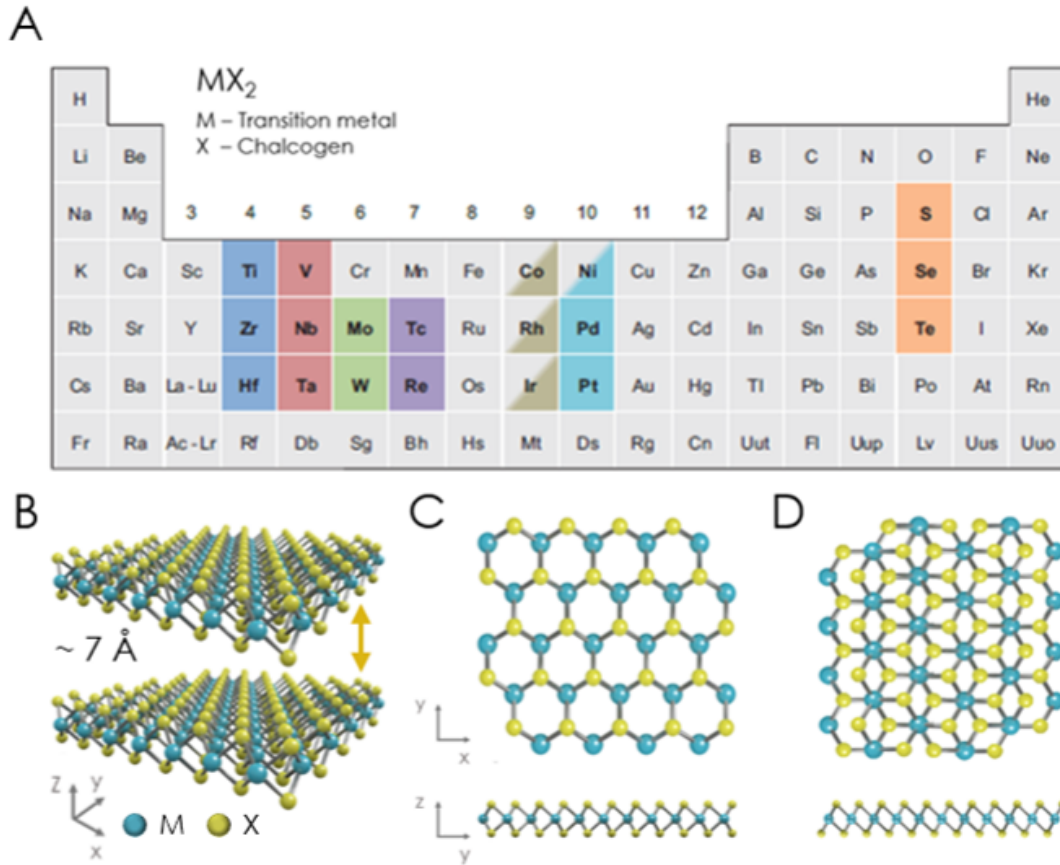 A
MX₂
M – Transition metal
X – Chalcogen
H He
Li Be B C N O F Ne
Na Mg 3 4 5 6 7 8 9 10 11 12 Al Si P S Cl Ar
K Ca Sc Ti V Cr Mn Fe Co Ni Cu Zn Ga Ge As Se Br Kr
Rb Sr Y Zr Nb Mo Tc Ru Rh Pd Ag Cd In Sn Sb Te I Xe
Cs Ba La - Lu Hf Ta W Re Os Ir Pt Au Hg Tl Pb Bi Po At Rn
Fr Ra Ac - Lr Rf Db Sg Bh Hs Mt Ds Rg Cn Uut Fl Uup Lv Uus Uuo
B
~ 7 Å
z y
x
M X
C
y
x
z
y
D